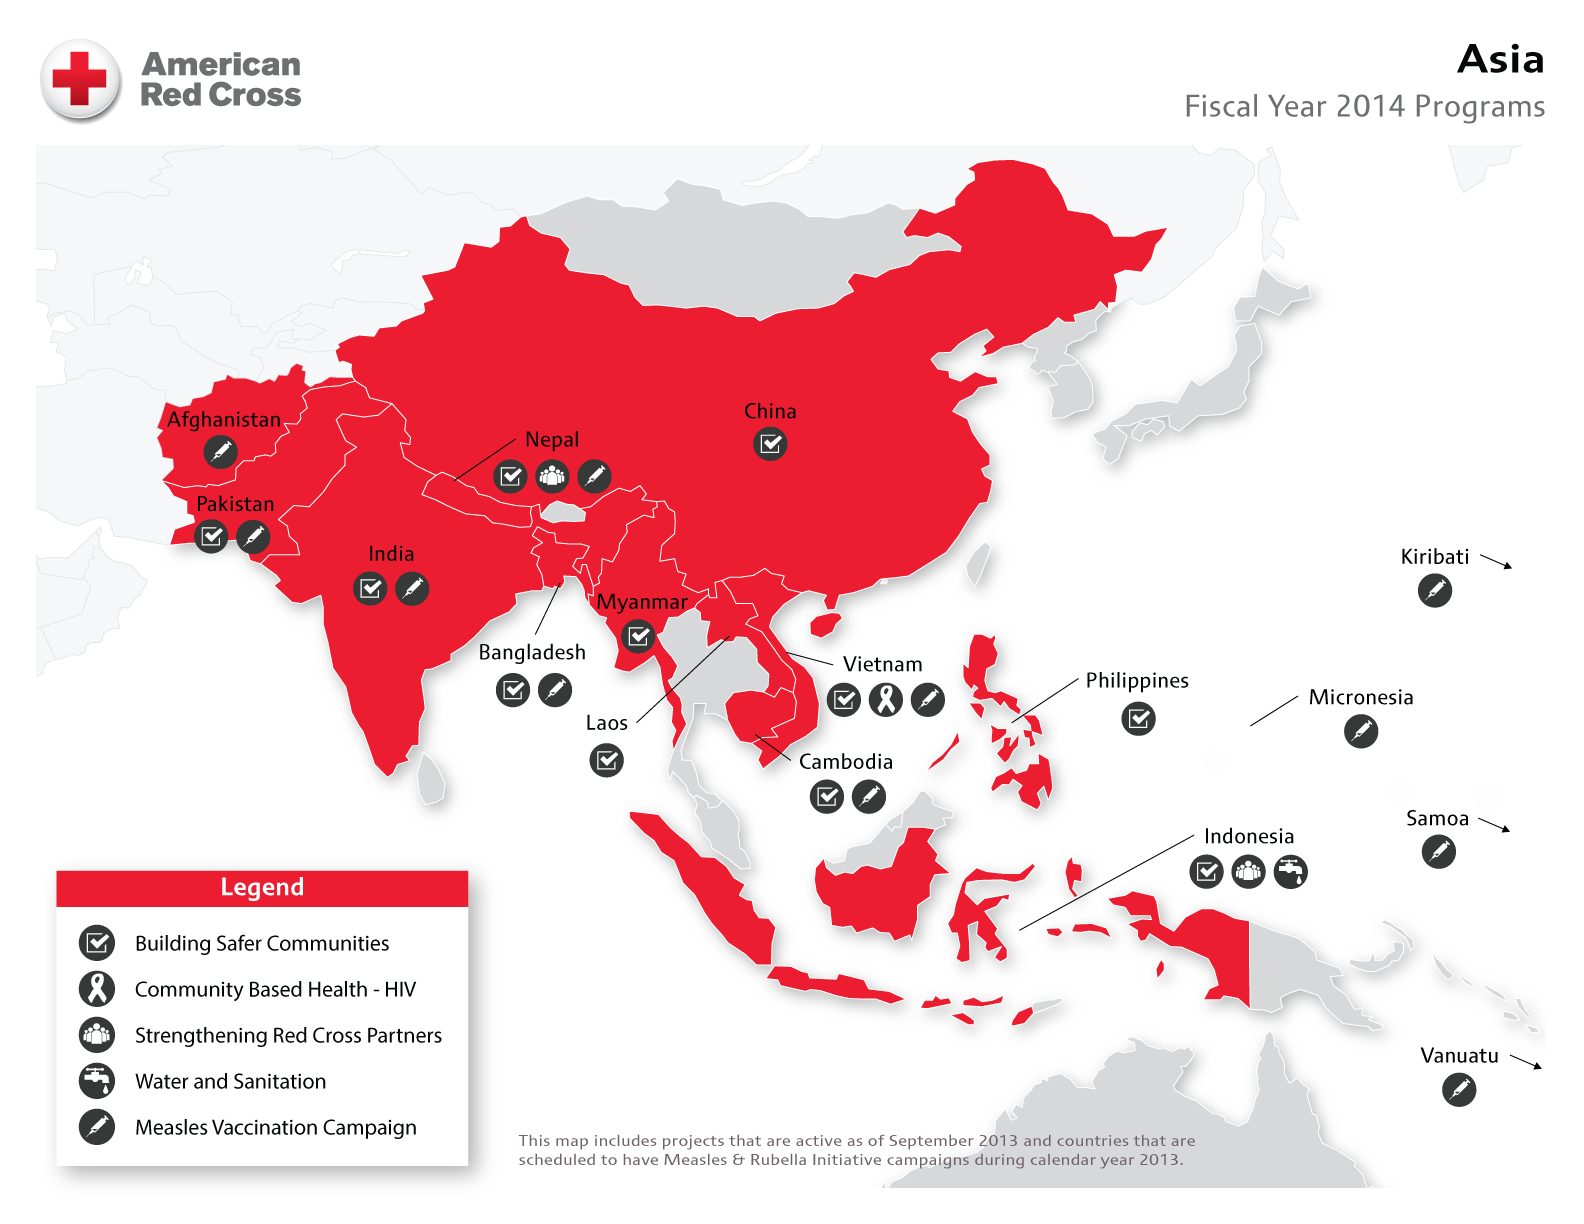 American
Red Cross
Asia
Fiscal Year 2014 Programs
China
Afghanistan
Nepal
Pakistan
India
Kiribati
Myanmar
Bangladesh
Vietnam
Philippines
Micronesia
Laos
Cambodia
Samoa
Indonesia
Legend
Building Safer Communities
Community Based Health - HIV
Strengthening Red Cross Partners
Water and Sanitation
Measles Vaccination Campaign
Vanuatu
This map includes projects that are active as of September 2013 and countries that are
scheduled to have Measles & Rubella Initiative campaigns during calendar year 2013.